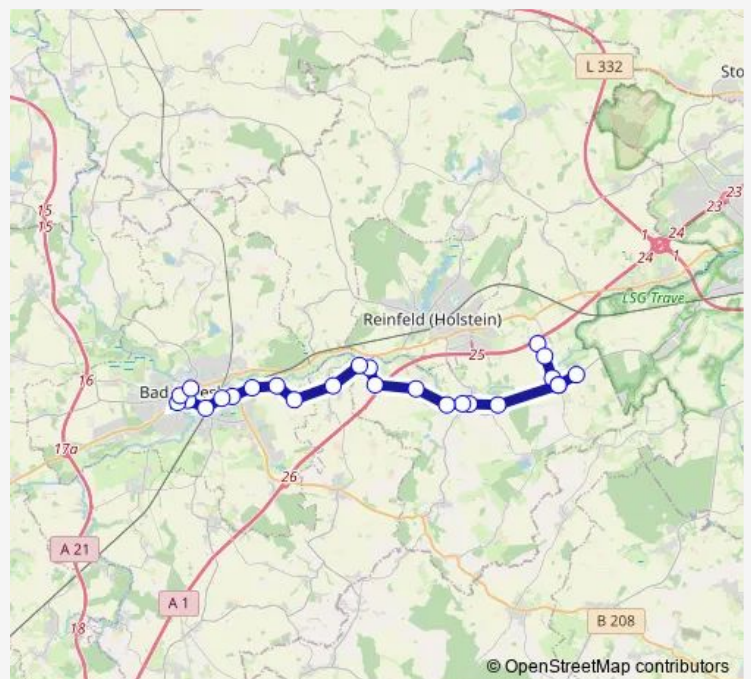 L 332
Sto
15
15
23
23
24
1
24
1
LSG Trave
Reinfeld (Holstein)
25
16
Bad
17a
26
A 21
A 1
18
B 208
© OpenStreetMap contributors